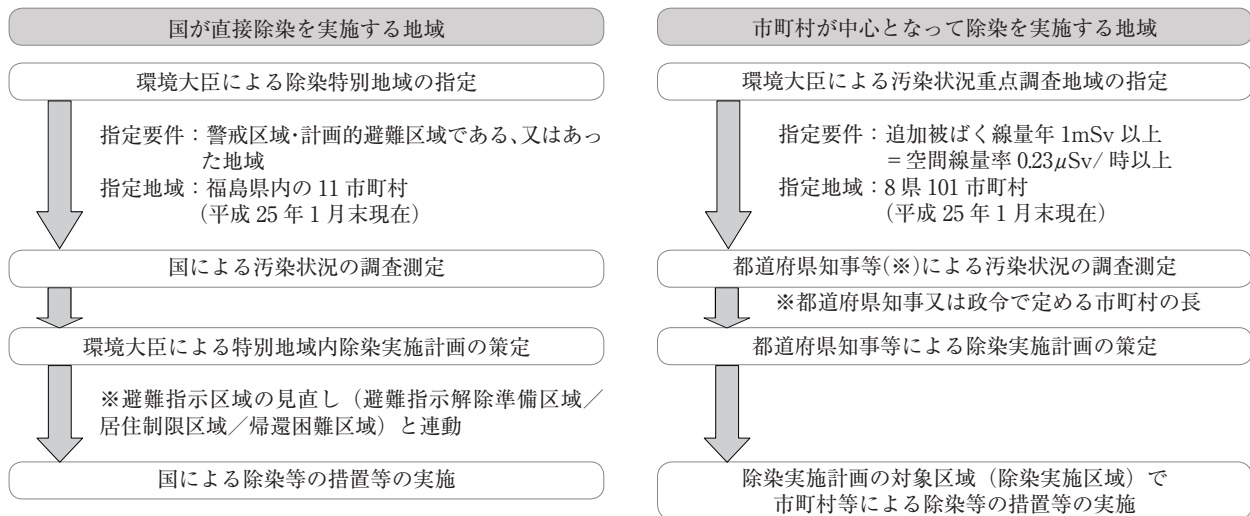 国が直接除染を実施する地域
環境大臣による除染特別地域の指定
指定要件：警戒区域・計画的避難区域である、又はあっ
た地域
指定地域：福島県内の 11 市町村
（平成 25 年 1 月末現在）
国による汚染状況の調査測定
環境大臣による特別地域内除染実施計画の策定
※避難指示区域の見直し（避難指示解除準備区域／
居住制限区域／帰還困難区域）と連動
国による除染等の措置等の実施
市町村が中心となって除染を実施する地域
環境大臣による汚染状況重点調査地域の指定
指定要件：追加被ばく線量年 1mSv 以上
＝空間線量率 0.23μSv/ 時以上
指定地域：8 県 101 市町村
（平成 25 年 1 月末現在）
都道府県知事等(※)による汚染状況の調査測定
※都道府県知事又は政令で定める市町村の長
都道府県知事等による除染実施計画の策定
除染実施計画の対象区域（除染実施区域）で
市町村等による除染等の措置等の実施